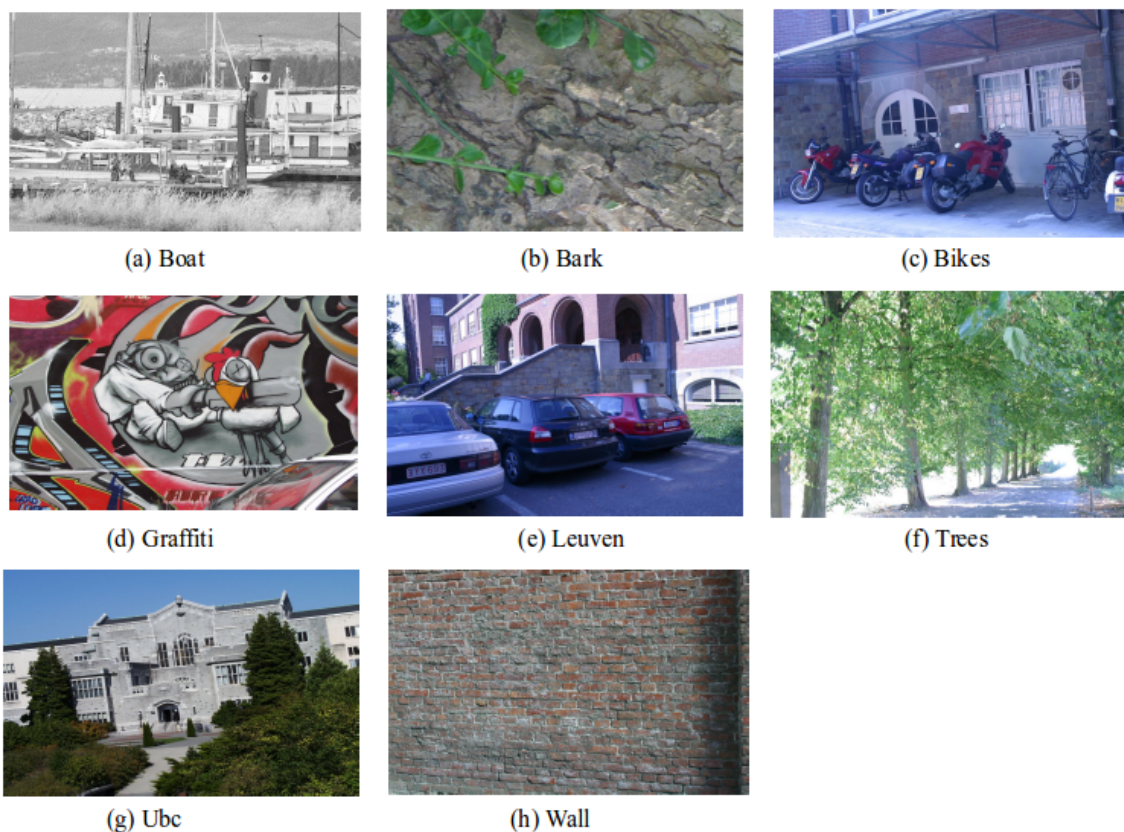 (a) Boat
(b) Bark
(c) Bikes
(d) Graffiti
(e) Leuven
(f) Trees
(g) Ubc
(h) Wall